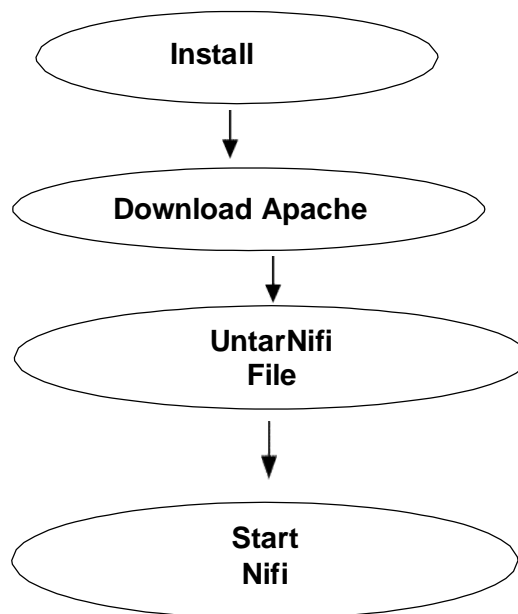 Install
Download Apache
UntarNifi
File
Start
Nifi